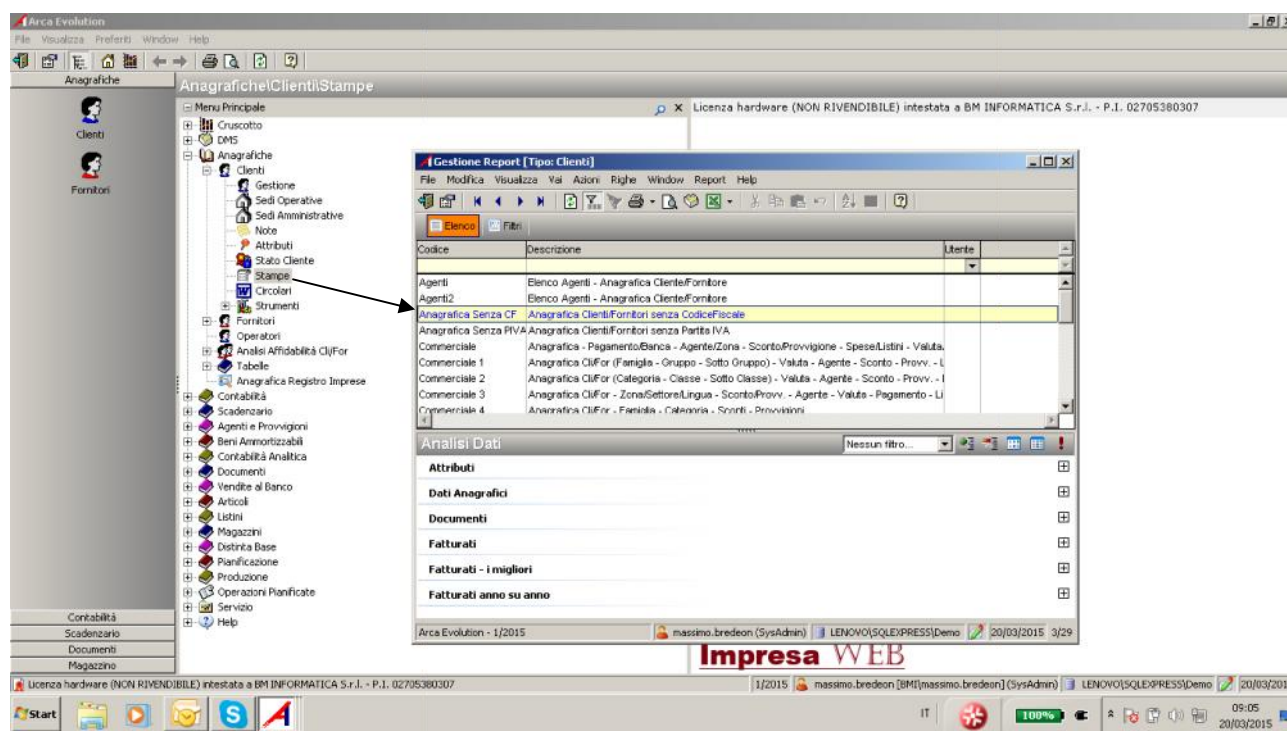 Arca Evolution
File Visualizza Preferiti Window Help
Anagrafiche
Anagrafiche\Clienti\Stampe
Clienti
Fornitori
Menu Principale
Cruscotto
DMS
Anagrafiche
Clienti
Gestione
Sedi Operative
Sedi Amministrative
Note
Attributi
Stato Cliente
Stampe
Circolari
Strumenti
Fornitori
Operatori
Analisi Affidabilità Cli/For
Tabelle
Anagrafica Registro Imprese
Contabilità
Scadenzario
Agenti e Provvigioni
Beni Ammortizzabili
Contabilità Analitica
Documenti
Vendite al Banco
Articoli
Listini
Magazzini
Distinta Base
Pianificazione
Produzione
Operazioni Pianificate
Servizio
Help
Licenza hardware (NON RIVENDIBILE) intestata a BM INFORMATICA S.r.l. - P.I. 02705380307
Gestione Report [Tipo: Clienti]
File Modifica Visualizza Vai Azioni Righe Window Report Help
Elenco Filtri
Codice Descrizione Utente
Agenti Elenco Agenti - Anagrafica Cliente/Fornitore
Agenti2 Elenco Agenti - Anagrafica Cliente/Fornitore
Anagrafica Senza CF Anagrafica Clienti/Fornitori senza CodiceFiscale
Anagrafica Senza PIVA Anagrafica Clienti/Fornitori senza Partita IVA
Commerciale Anagrafica - Pagamento/Banca - Agente/Zona - Sconto/Provvigione - Spese/Listini - Valuta
Commerciale 1 Anagrafica Cli/For (Famiglia - Gruppo - Sotto Gruppo) - Valuta - Agente - Sconto - Provv. - L
Commerciale 2 Anagrafica Cli/For (Categoria - Classe - Sotto Classe) - Valuta - Agente - Sconto - Provv. -
Commerciale 3 Anagrafica Cli/For - Zona/Settore/Lingua - Sconto/Provv. - Agente - Valuta - Pagamento - Li
Commerciale 4 Anagrafica Cli/For - Famiglia - Categoria - Sconti - Provvigioni
Analisi Dati Nessun filtro...
Attributi
Dati Anagrafici
Documenti
Fatturati
Fatturati - i migliori
Fatturati anno su anno
Arca Evolution - 1/2015 massimo.bredeon (SysAdmin) LENOVO\SQLEXPRESS\Demo 20/03/2015 3/29
Impresa WEB
Contabilità
Scadenzario
Documenti
Magazzino
Licenza hardware (NON RIVENDIBILE) intestata a BM INFORMATICA S.r.l. - P.I. 02705380307 1/2015 massimo.bredeon [BMI\massimo.bredeon] (SysAdmin) LENOVO\SQLEXPRESS\Demo 20/03/201
Start IT 100% 09:05
20/03/2015